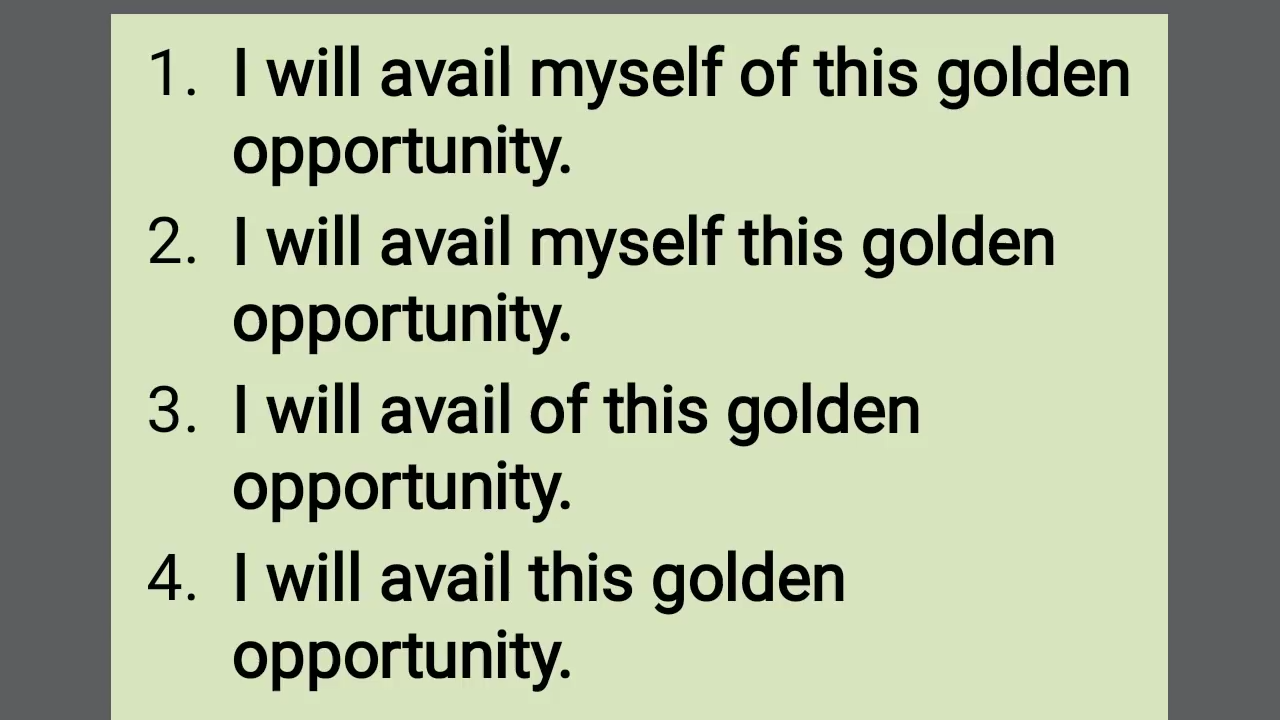 1. I will avail myself of this golden
opportunity.
2. I will avail myself this golden
opportunity.
3. I will avail of this golden
opportunity.
4. I will avail this golden
opportunity.